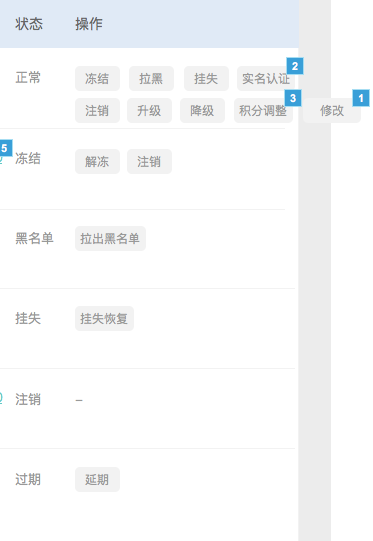 状态 操作
2
正常 冻结 拉黑 挂失 实名认证
3 1
注销 升级 降级 积分调整 修改
5
冻结 解冻 注销
黑名单 拉出黑名单
挂失 挂失恢复
注销 –
过期 延期